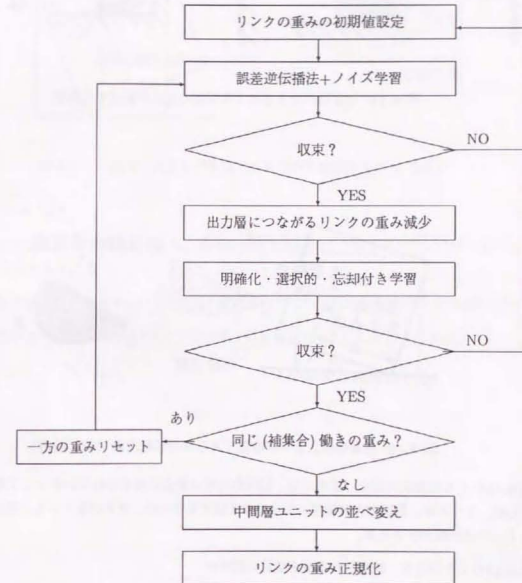 リンクの重みの初期値設定
誤差逆伝播法+ノイズ学習
収束？
NO
YES
出力層につながるリンクの重み減少
明確化・選択的・忘却付き学習
収束？
NO
YES
あり
同じ (補集合) 働きの重み？
一方の重みリセット
なし
中間層ユニットの並べ変え
リンクの重み正規化